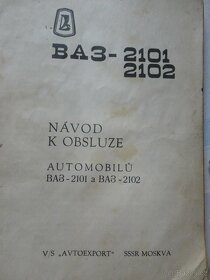 ВАЗ-2101
2102
NÁVOD
K OBSLUZE
AUTOMOBILŮ
ВАЗ-2101 a ВАЗ-2102
V/S „AVTOEXPORT" SSSR MOSKVA